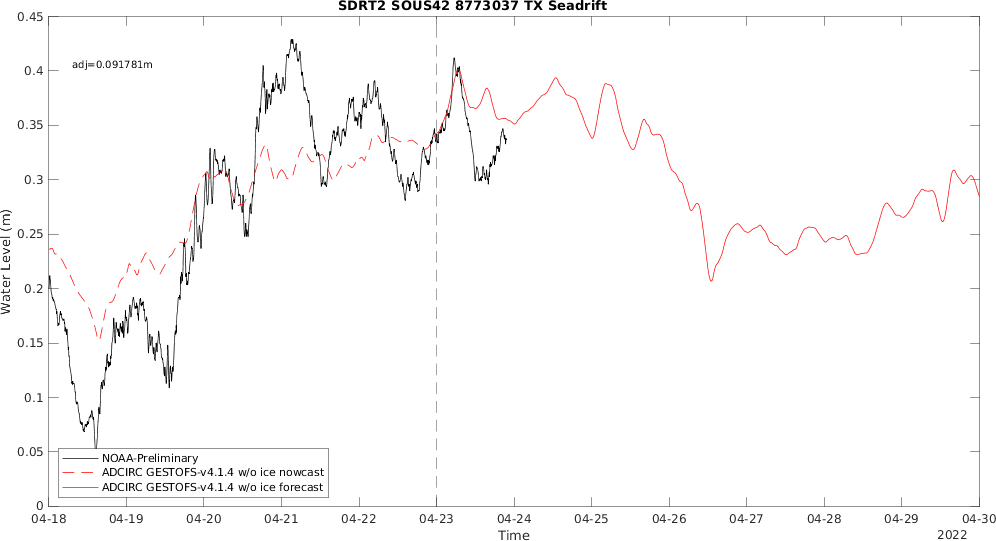 SDRT2 SOUS42 8773037 TX Seadrift
adj=0.091781m
Water Level (m)
0.45
0.4
0.35
0.3
0.25
0.2
0.15
0.1
0.05
0
NOAA-Preliminary
ADCIRC GESTOFS-v4.1.4 w/o ice nowcast
ADCIRC GESTOFS-v4.1.4 w/o ice forecast
04-18 04-19 04-20 04-21 04-22 04-23 04-24 04-25 04-26 04-27 04-28 04-29 04-30
Time
2022